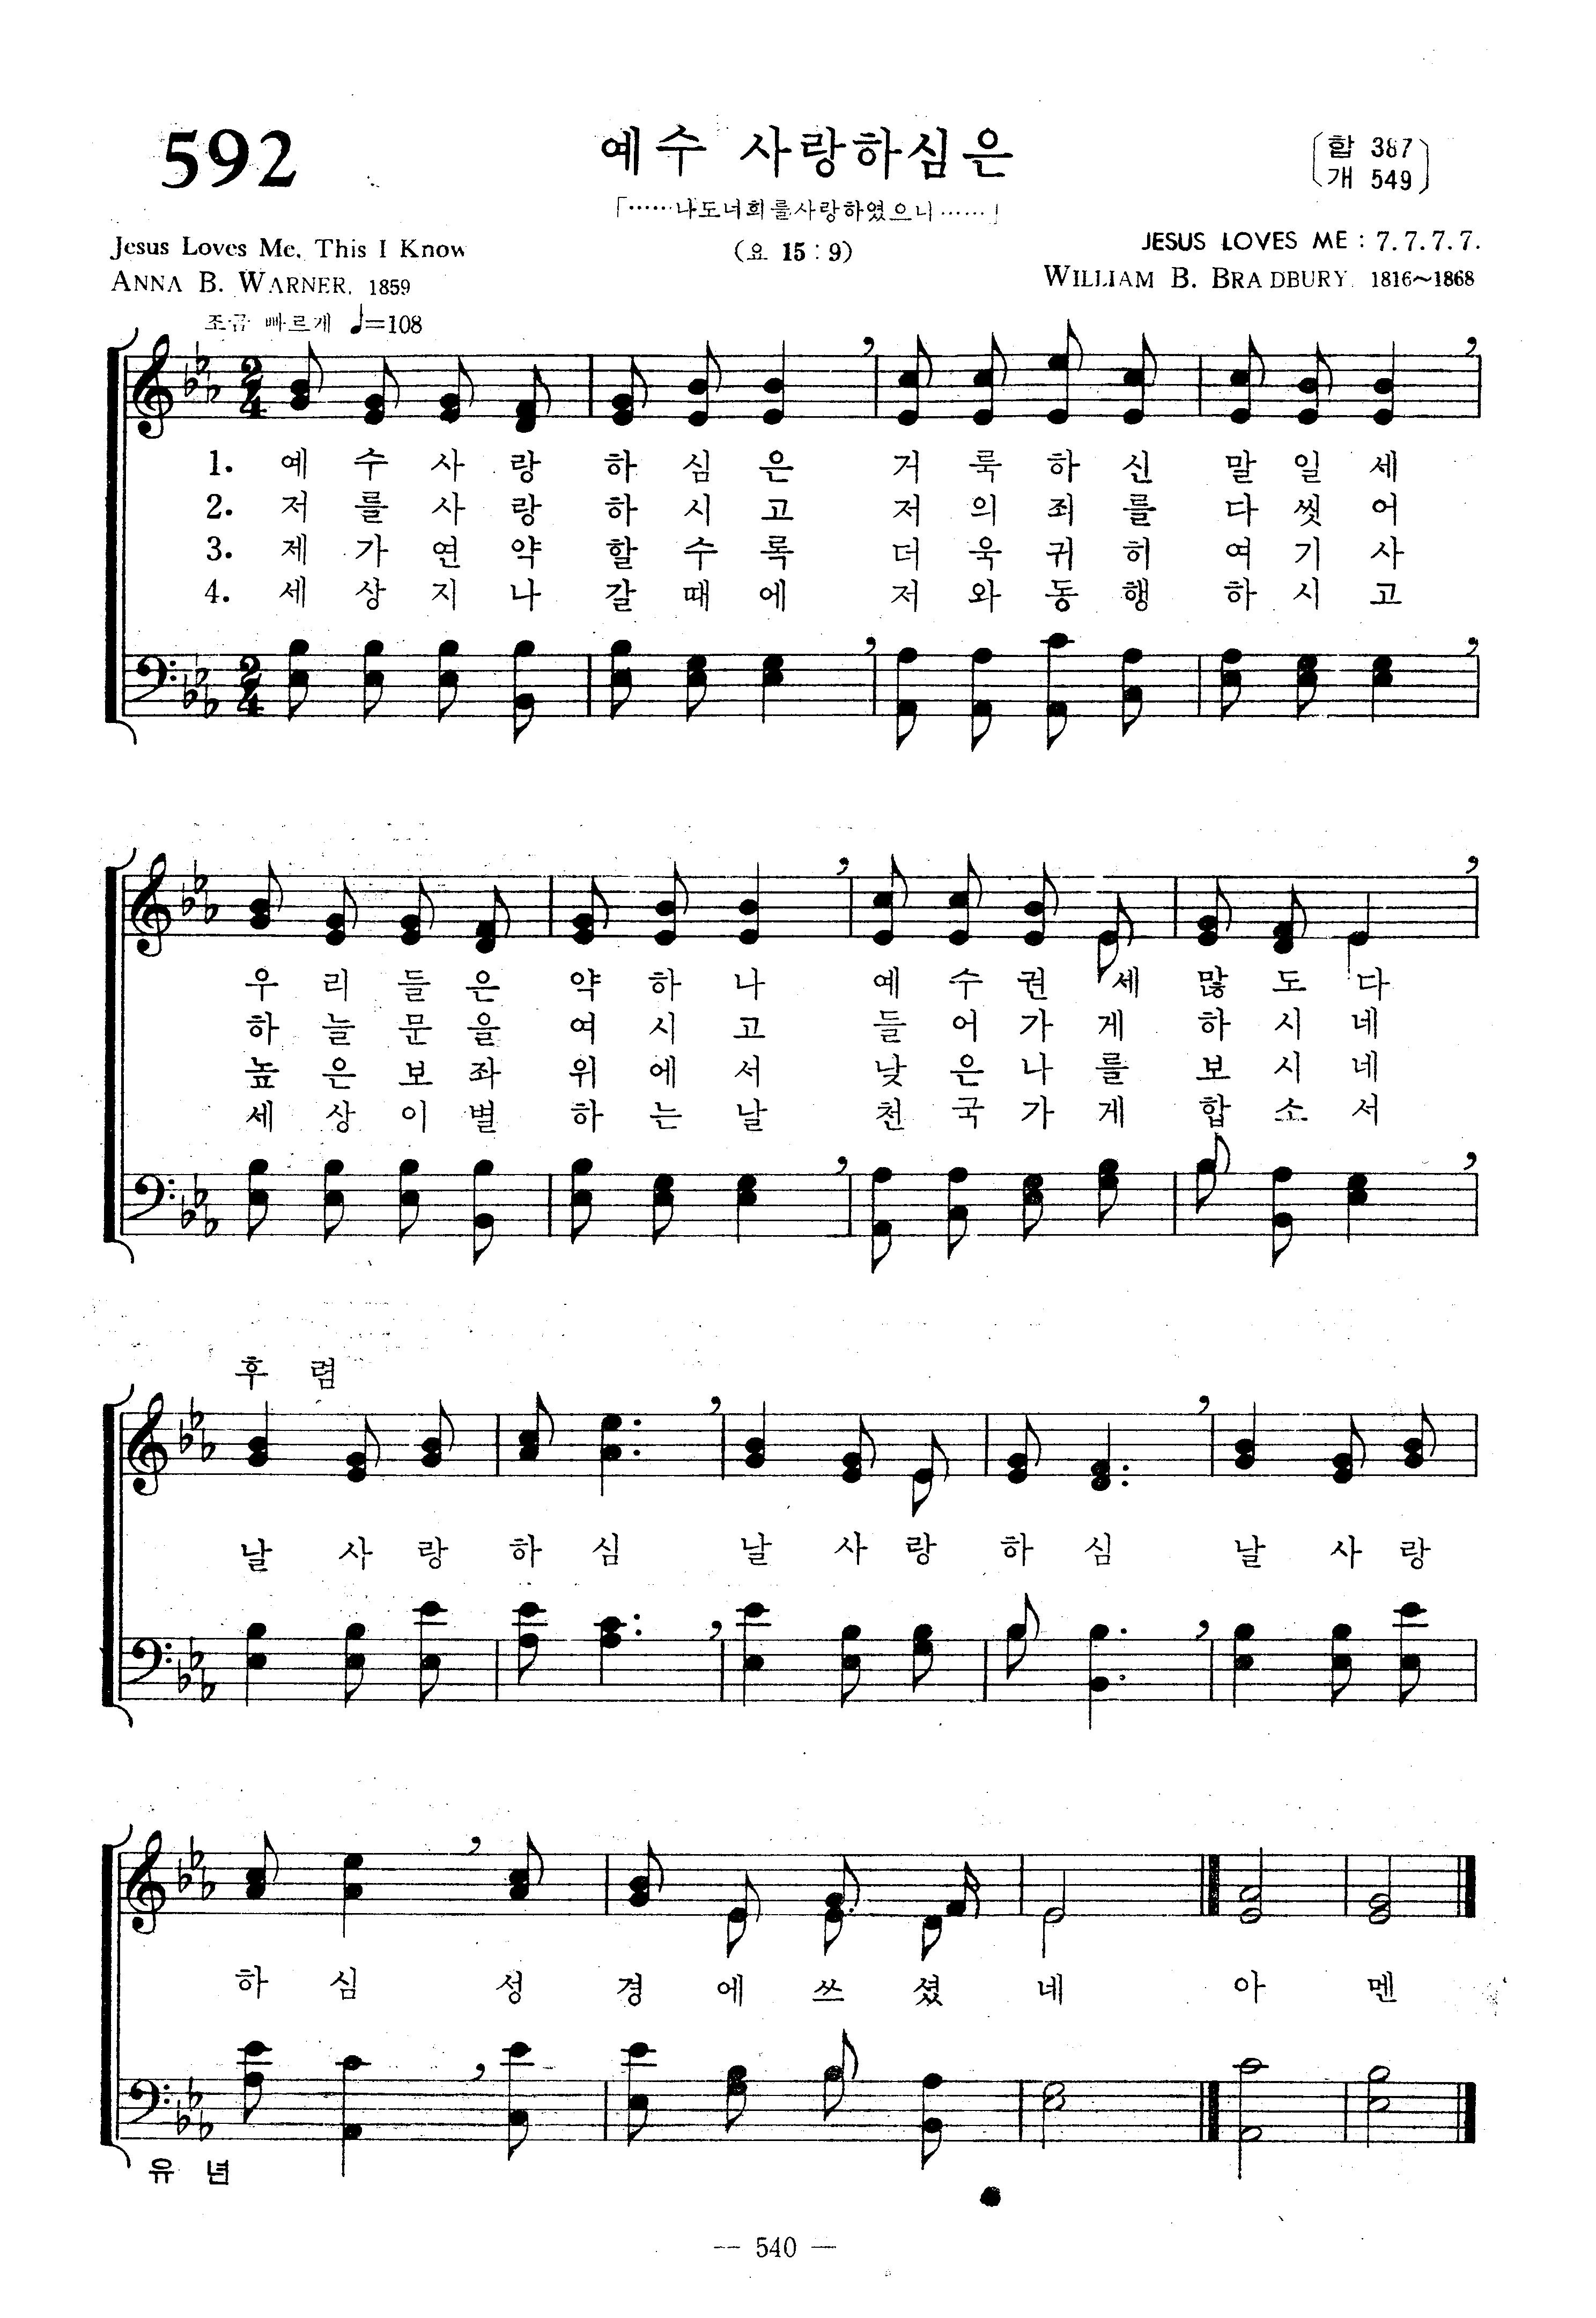 592
예수 사랑하심은
합 387
개 549
「……나도너희를사랑하였으니……」
(요 15 : 9)
Jesus Loves Me, This I Know
JESUS LOVES ME : 7.7.7.7.
ANNA B. WARNER, 1859
WILLIAM B. BRADBURY, 1816~1868
조금 빠르게 ♩=108
1. 예 수 사 랑 하 심 은 거 룩 하 신 말 일 세
2. 저 를 사 랑 하 시 고 저 의 죄 를 다 씻 어
3. 제 가 연 약 할 수 록 더 욱 귀 히 여 기 사
4. 세 상 지 나 갈 때 에 저 와 동 행 하 시 고
우 리 들 은 약 하 나 예 수 권 세 많 도 다
하 늘 문 을 여 시 고 들 어 가 게 하 시 네
높 은 보 좌 위 에 서 낮 은 나 를 보 시 네
세 상 이 별 하 는 날 천 국 가 게 합 소 서
후 렴
날 사 랑 하 심 날 사 랑 하 심 날 사 랑
하 심 성 경 에 쓰 셨 네 아 멘
유 년
-- 540 —